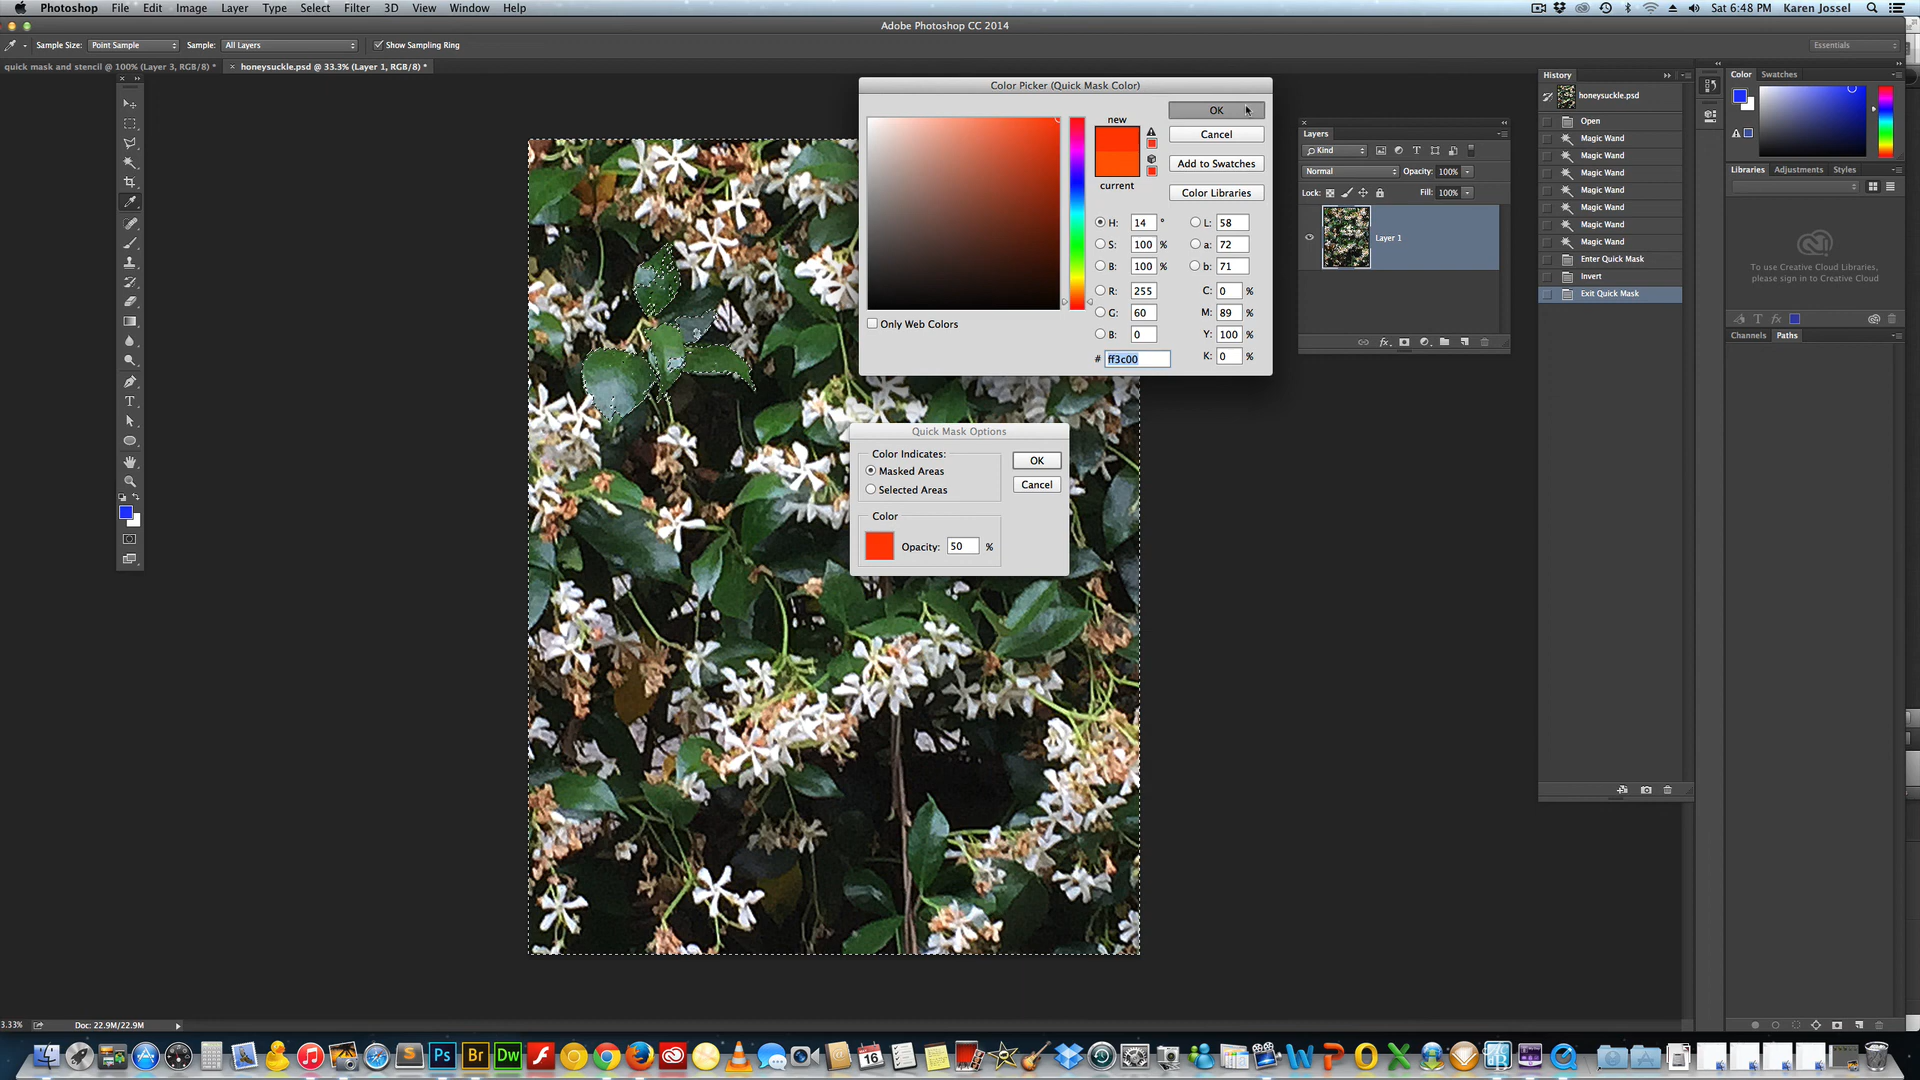 Photoshop File Edit Image Layer Type Select Filter 3D View Window Help Sat 6:48 PM Karen Jossel
Adobe Photoshop CC 2014
Sample Size: Point Sample Sample: All Layers Show Sampling Ring Essentials
quick mask and stencil @ 100% (Layer 3, RGB/8) * honeysuckle.psd @ 33.3% (Layer 1, RGB/8) *
Color Picker (Quick Mask Color)
new
current
OK
Cancel
Add to Swatches
Color Libraries
H: 14 ° L: 58
S: 100 % a: 72
B: 100 % b: 71
R: 255 C: 0 %
G: 60 M: 89 %
B: 0 Y: 100 %
# ff3c00 K: 0 %
Only Web Colors
Quick Mask Options
Color Indicates:
Masked Areas
Selected Areas
OK
Cancel
Color
Opacity: 50 %
Layers
Kind
Normal Opacity: 100%
Lock: Fill: 100%
Layer 1
fx
History
honeysuckle.psd
Open
Magic Wand
Magic Wand
Magic Wand
Magic Wand
Magic Wand
Magic Wand
Magic Wand
Enter Quick Mask
Invert
Exit Quick Mask
Color Swatches
Libraries Adjustments Styles
To use Creative Cloud Libraries,
please sign in to Creative Cloud
Channels Paths
3.33% Doc: 22.9M/22.9M
Ps Br Dw
16